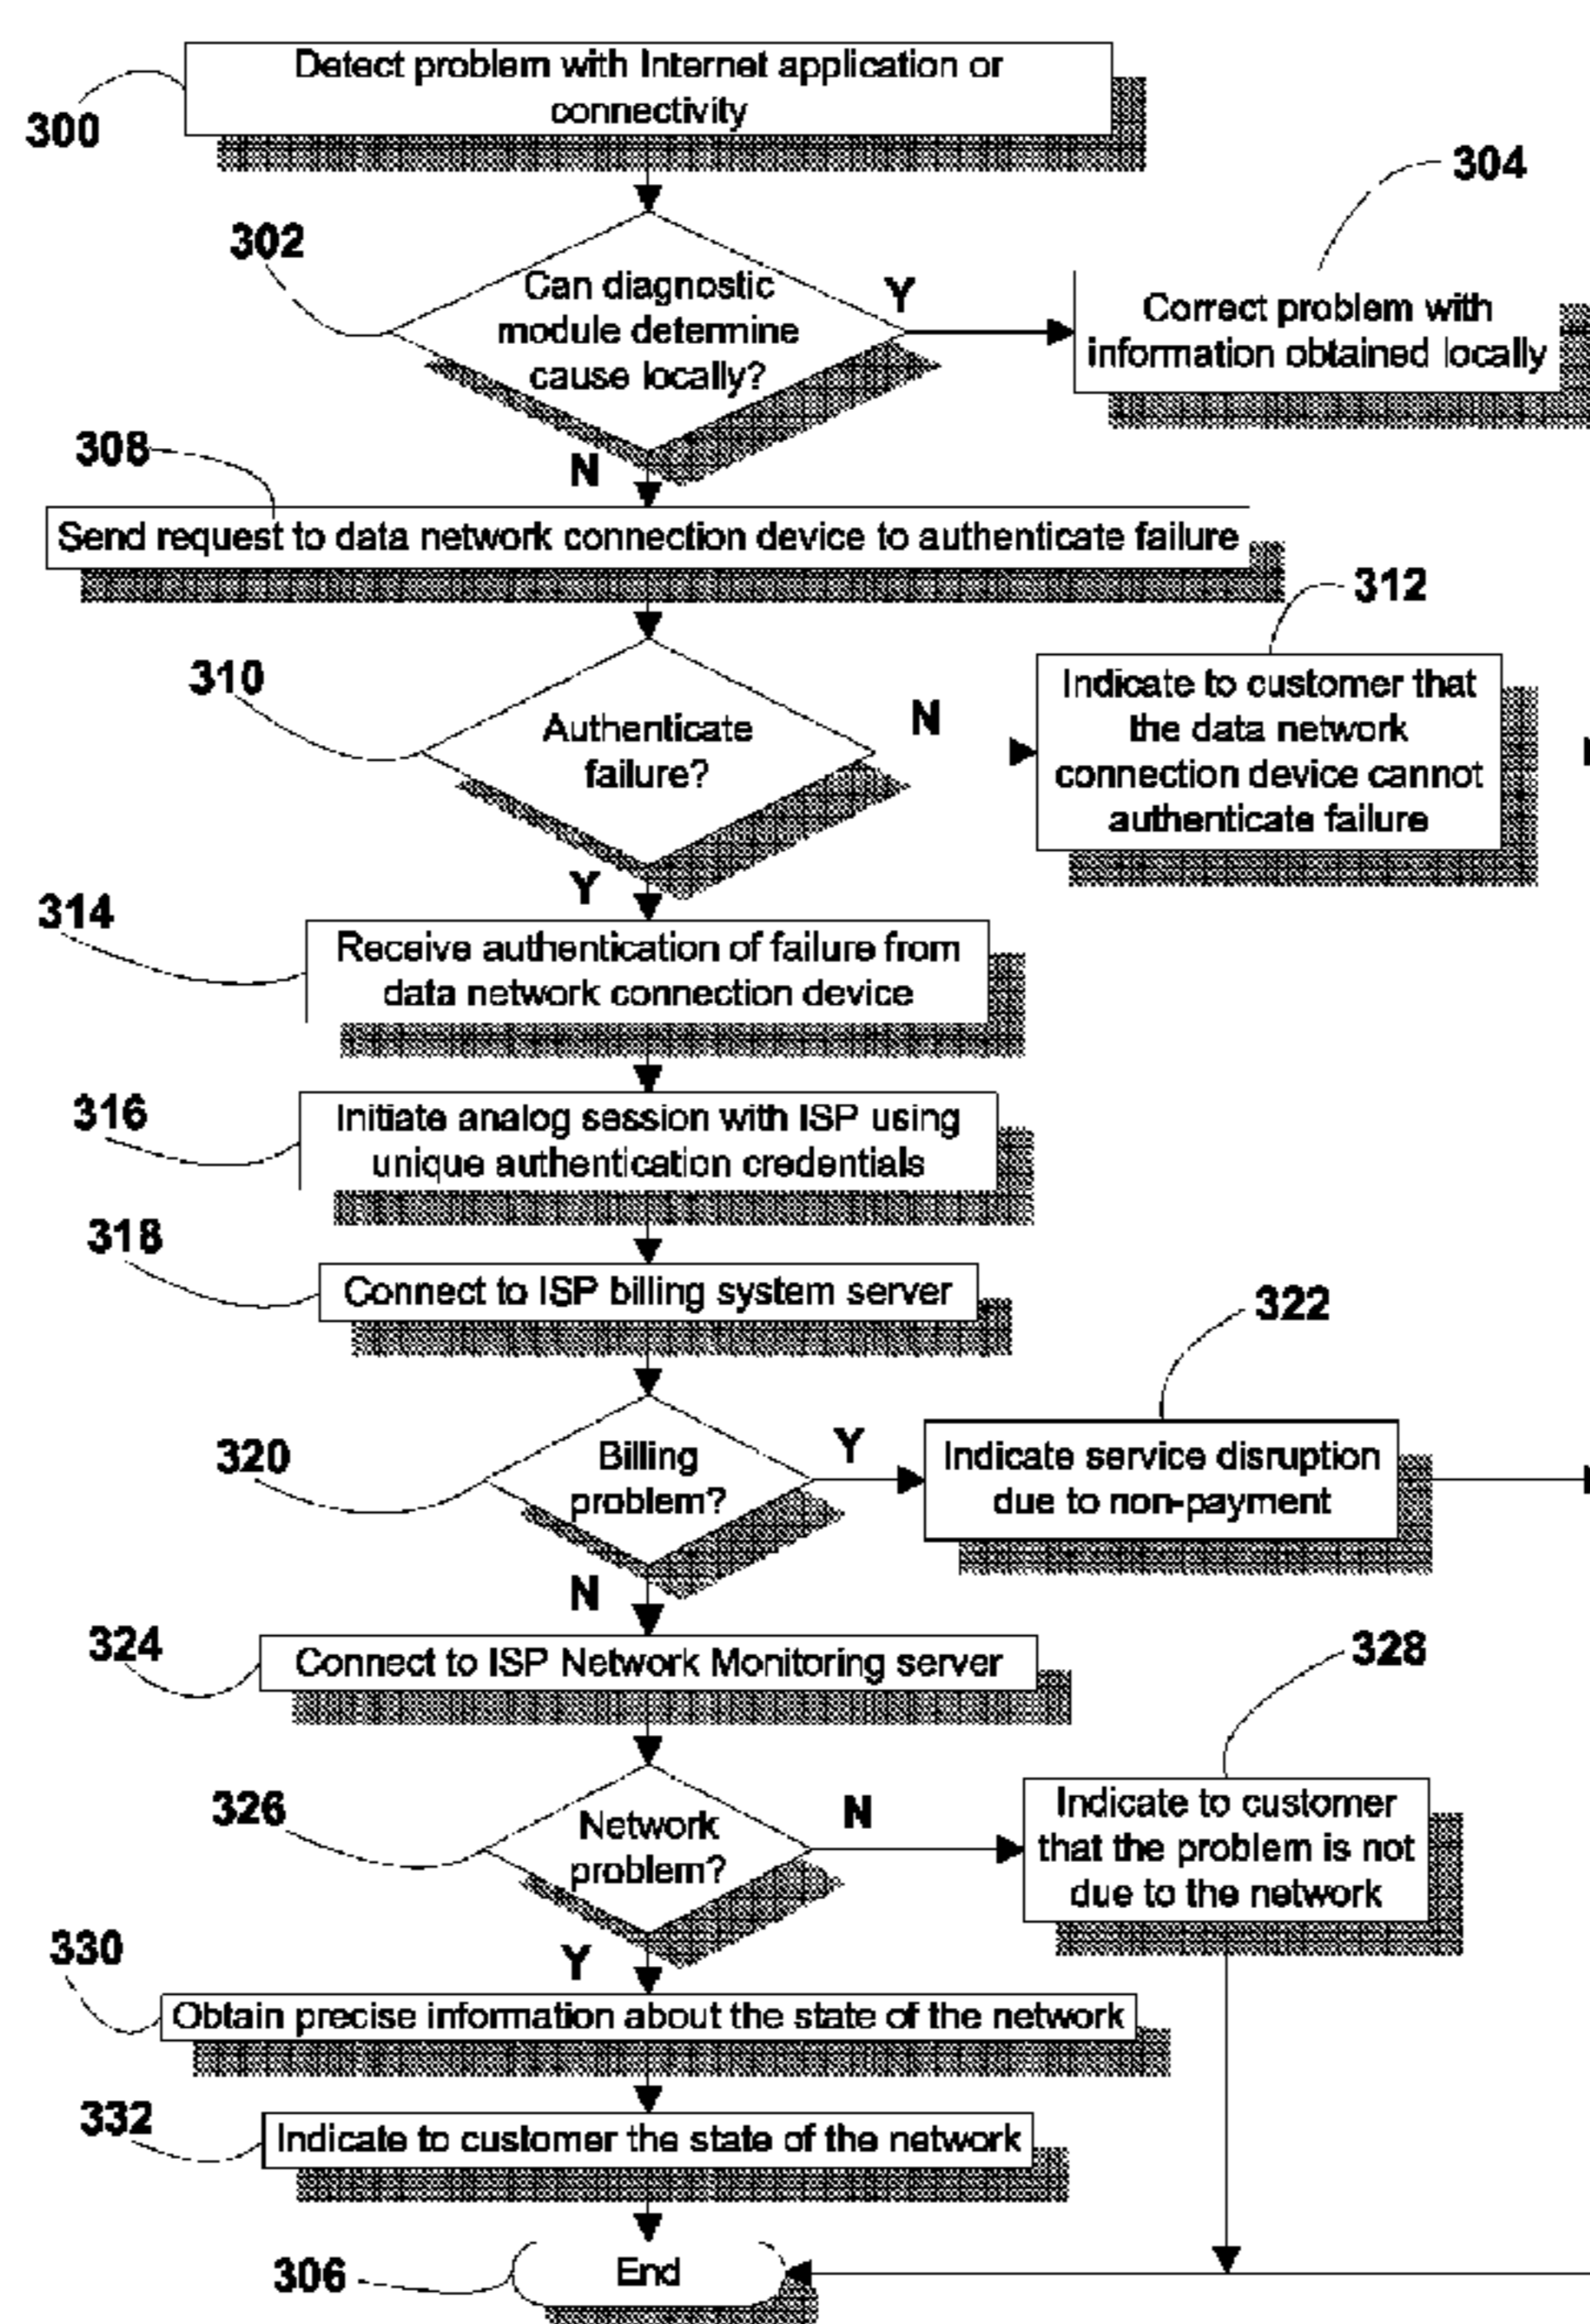 Detect problem with Internet application or
connectivity
300
304
302
Can diagnostic
module determine
cause locally?
Y
Correct problem with
information obtained locally
308
N
Send request to data network connection device to authenticate failure
312
310
Authenticate
failure?
N
Indicate to customer that
the data network
connection device cannot
authenticate failure
Y
314
Receive authentication of failure from
data network connection device
316
Initiate analog session with ISP using
unique authentication credentials
318
Connect to ISP billing system server
322
320
Billing
problem?
Y
Indicate service disruption
due to non-payment
N
324
Connect to ISP Network Monitoring server
328
326
Network
problem?
N
Indicate to customer
that the problem is not
due to the network
Y
330
Obtain precise information about the state of the network
332
Indicate to customer the state of the network
306
End